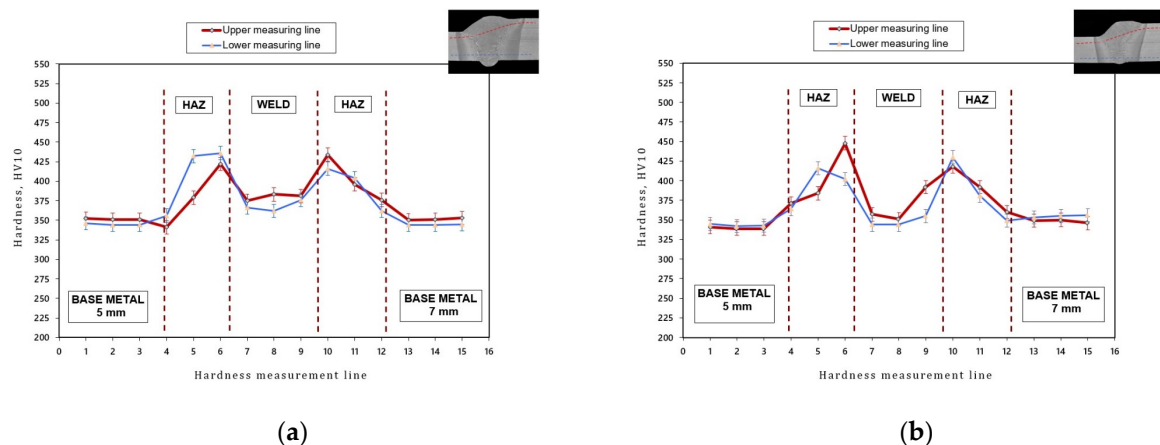 Upper measuring line
Lower measuring line
550
525
500
475
450
425
400
375
350
325
300
275
250
225
200
Hardness, HV10
HAZ
WELD
HAZ
BASE METAL
5 mm
BASE METAL
7 mm
0 1 2 3 4 5 6 7 8 9 10 11 12 13 14 15 16
Hardness measurement line
(a)
Upper measuring line
Lower measuring line
550
525
500
475
450
425
400
375
350
325
300
275
250
225
200
Hardness, HV10
HAZ
WELD
HAZ
BASE METAL
5 mm
BASE METAL
7 mm
0 1 2 3 4 5 6 7 8 9 10 11 12 13 14 15 16
Hardness measurement line
(b)